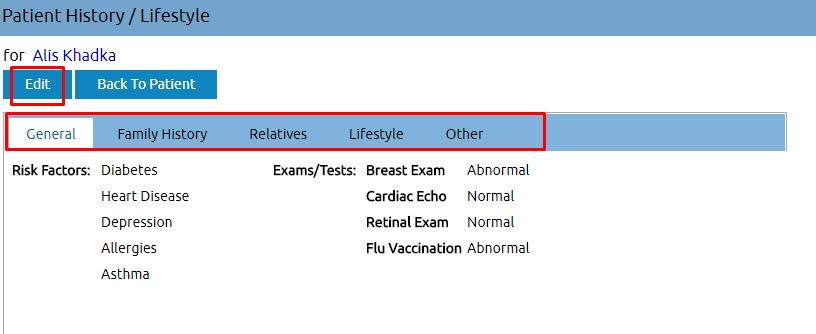 Patient History / Lifestyle
for Alis Khadka
Edit Back To Patient
General Family History Relatives Lifestyle Other
Risk Factors: Diabetes Exams/Tests: Breast Exam Abnormal
Heart Disease Cardiac Echo Normal
Depression Retinal Exam Normal
Allergies Flu Vaccination Abnormal
Asthma